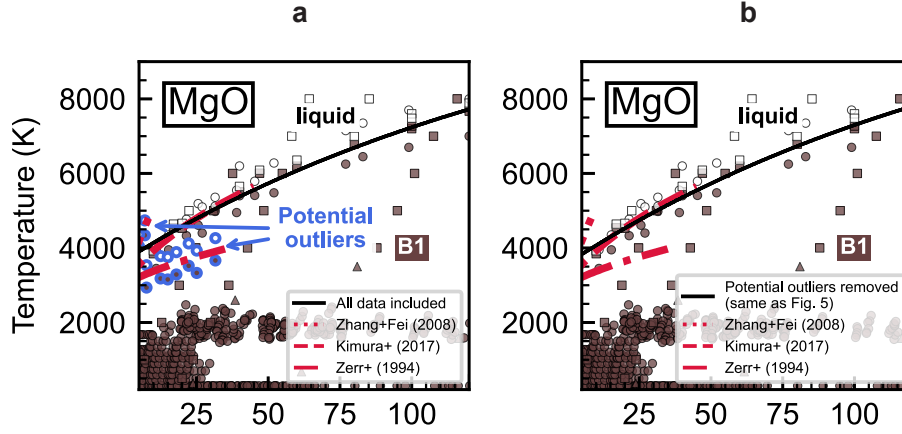 a
b
8000
6000
4000
2000
Temperature (K)
MgO
liquid
Potential
outliers
B1
All data included
Zhang+Fei (2008)
Kimura+ (2017)
Zerr+ (1994)
25
50
75
100
8000
6000
4000
2000
MgO
liquid
B1
Potential outliers removed
(same as Fig. 5)
Zhang+Fei (2008)
Kimura+ (2017)
Zerr+ (1994)
25
50
75
100